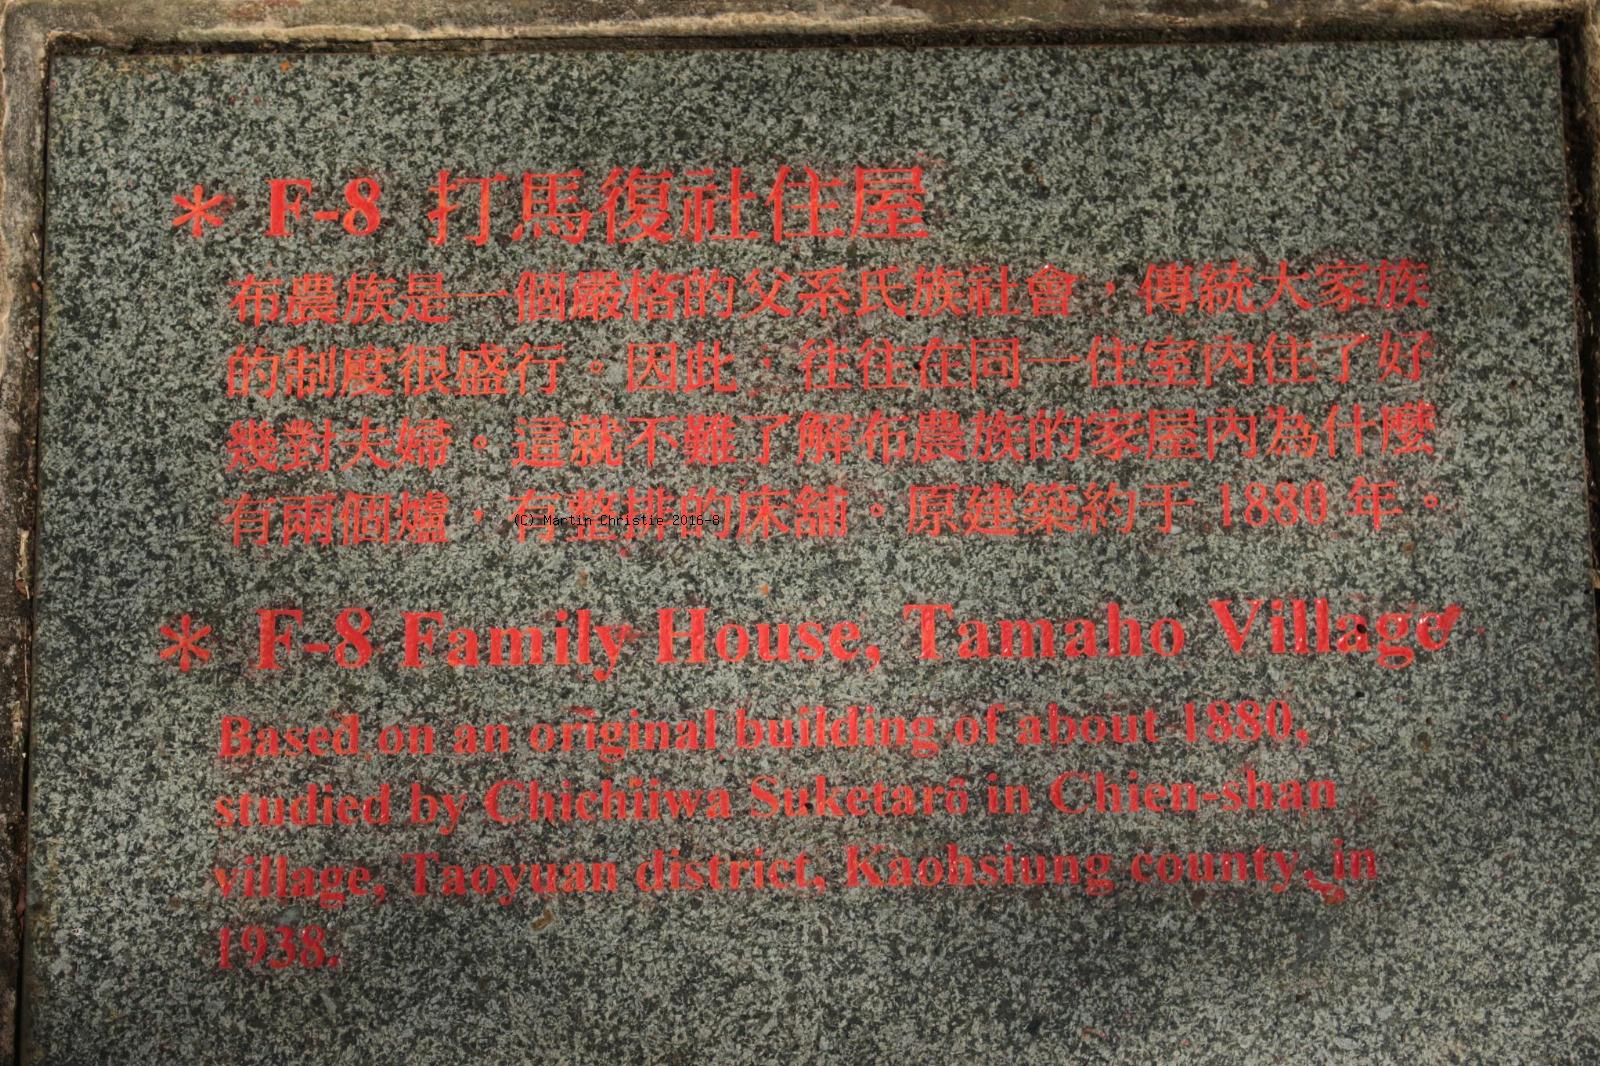 * F-8 打馬復社住屋
布農族是一個嚴格的父系氏族社會，傳統大家族
的制度很盛行。因此，往往在同一住室內住了好
幾對夫婦。這就不難了解布農族的家屋內為什麼
有兩個爐，有整排的床舖。原建築約于 1880 年。
(C) Martin Christie 2016-8
* F-8 Family House, Tamaho Village
Based on an original building of about 1880,
studied by Chichiiwa Suketarō in Chien-shan
village, Taoyuan district, Kaohsiung county, in
1938.